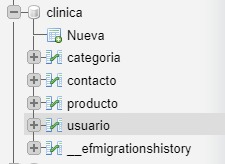 clinica
Nueva
categoria
contacto
producto
usuario
__efmigrationshistory